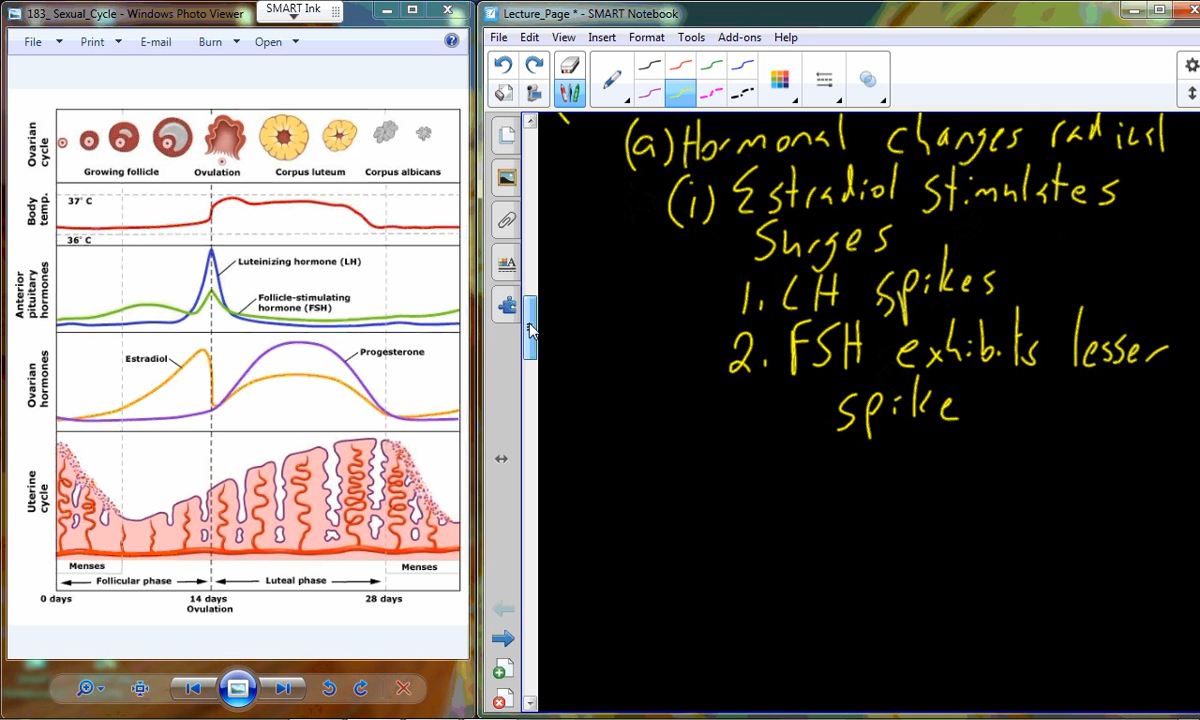 183_Sexual_Cycle - Windows Photo Viewer
SMART Ink
File Print E-mail Burn Open
Ovarian cycle
Growing follicle Ovulation Corpus luteum Corpus albicans
Body temp.
37° C
36° C
Anterior pituitary hormones
Luteinizing hormone (LH)
Follicle-stimulating
hormone (FSH)
Ovarian hormones
Estradiol
Progesterone
Uterine cycle
Menses Menses
Follicular phase Luteal phase
0 days 14 days 28 days
Ovulation
Lecture_Page * - SMART Notebook
File Edit View Insert Format Tools Add-ons Help
(a) Hormonal changes radical
(i) Estradiol stimulates
surges
1. LH spikes
2. FSH exhibits lesser
spike